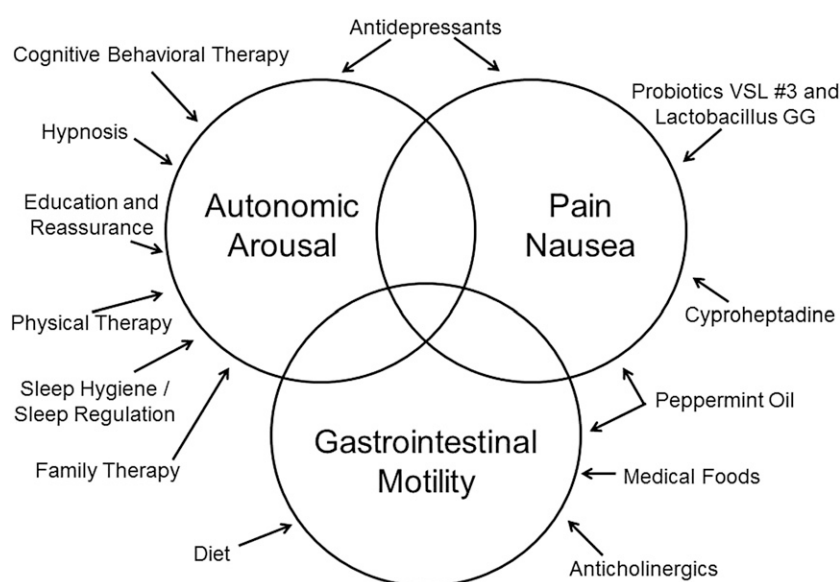 Antidepressants
Cognitive Behavioral Therapy
Probiotics VSL #3 and
Lactobacillus GG
Hypnosis
Education and
Reassurance
Autonomic
Arousal
Pain
Nausea
Physical Therapy
Cyproheptadine
Sleep Hygiene /
Sleep Regulation
Peppermint Oil
Family Therapy
Gastrointestinal
Motility
Medical Foods
Diet
Anticholinergics